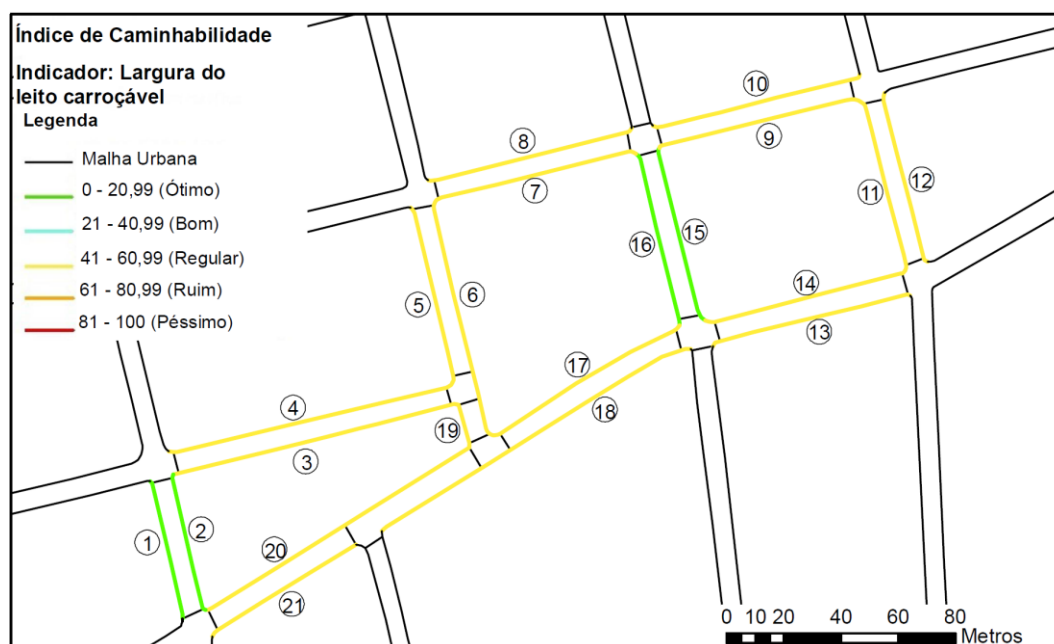 Índice de Caminhabilidade
Indicador: Largura do
leito carroçável
Legenda
Malha Urbana
0 - 20,99 (Ótimo)
21 - 40,99 (Bom)
41 - 60,99 (Regular)
61 - 80,99 (Ruim)
81 - 100 (Péssimo)
10
8
9
7
12
11
16
15
14
5
6
13
17
4
18
19
3
2
1
20
21
0 10 20 40 60 80
Metros